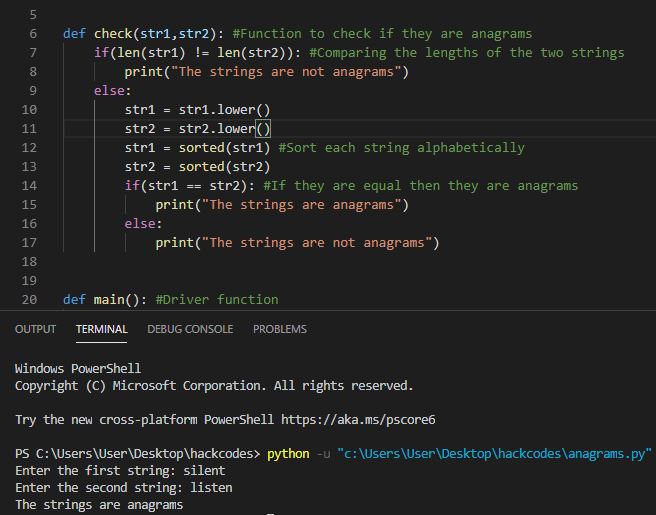 5
6 def check(str1,str2): #Function to check if they are anagrams
7 if(len(str1) != len(str2)): #Comparing the lengths of the two strings
8 print("The strings are not anagrams")
9 else:
10 str1 = str1.lower()
11 str2 = str2.lower()
12 str1 = sorted(str1) #Sort each string alphabetically
13 str2 = sorted(str2)
14 if(str1 == str2): #If they are equal then they are anagrams
15 print("The strings are anagrams")
16 else:
17 print("The strings are not anagrams")
18
19
20 def main(): #Driver function
OUTPUT TERMINAL DEBUG CONSOLE PROBLEMS
Windows PowerShell
Copyright (C) Microsoft Corporation. All rights reserved.
Try the new cross-platform PowerShell https://aka.ms/pscore6
PS C:\Users\User\Desktop\hackcodes> python -u "c:\Users\User\Desktop\hackcodes\anagrams.py"
Enter the first string: silent
Enter the second string: listen
The strings are anagrams